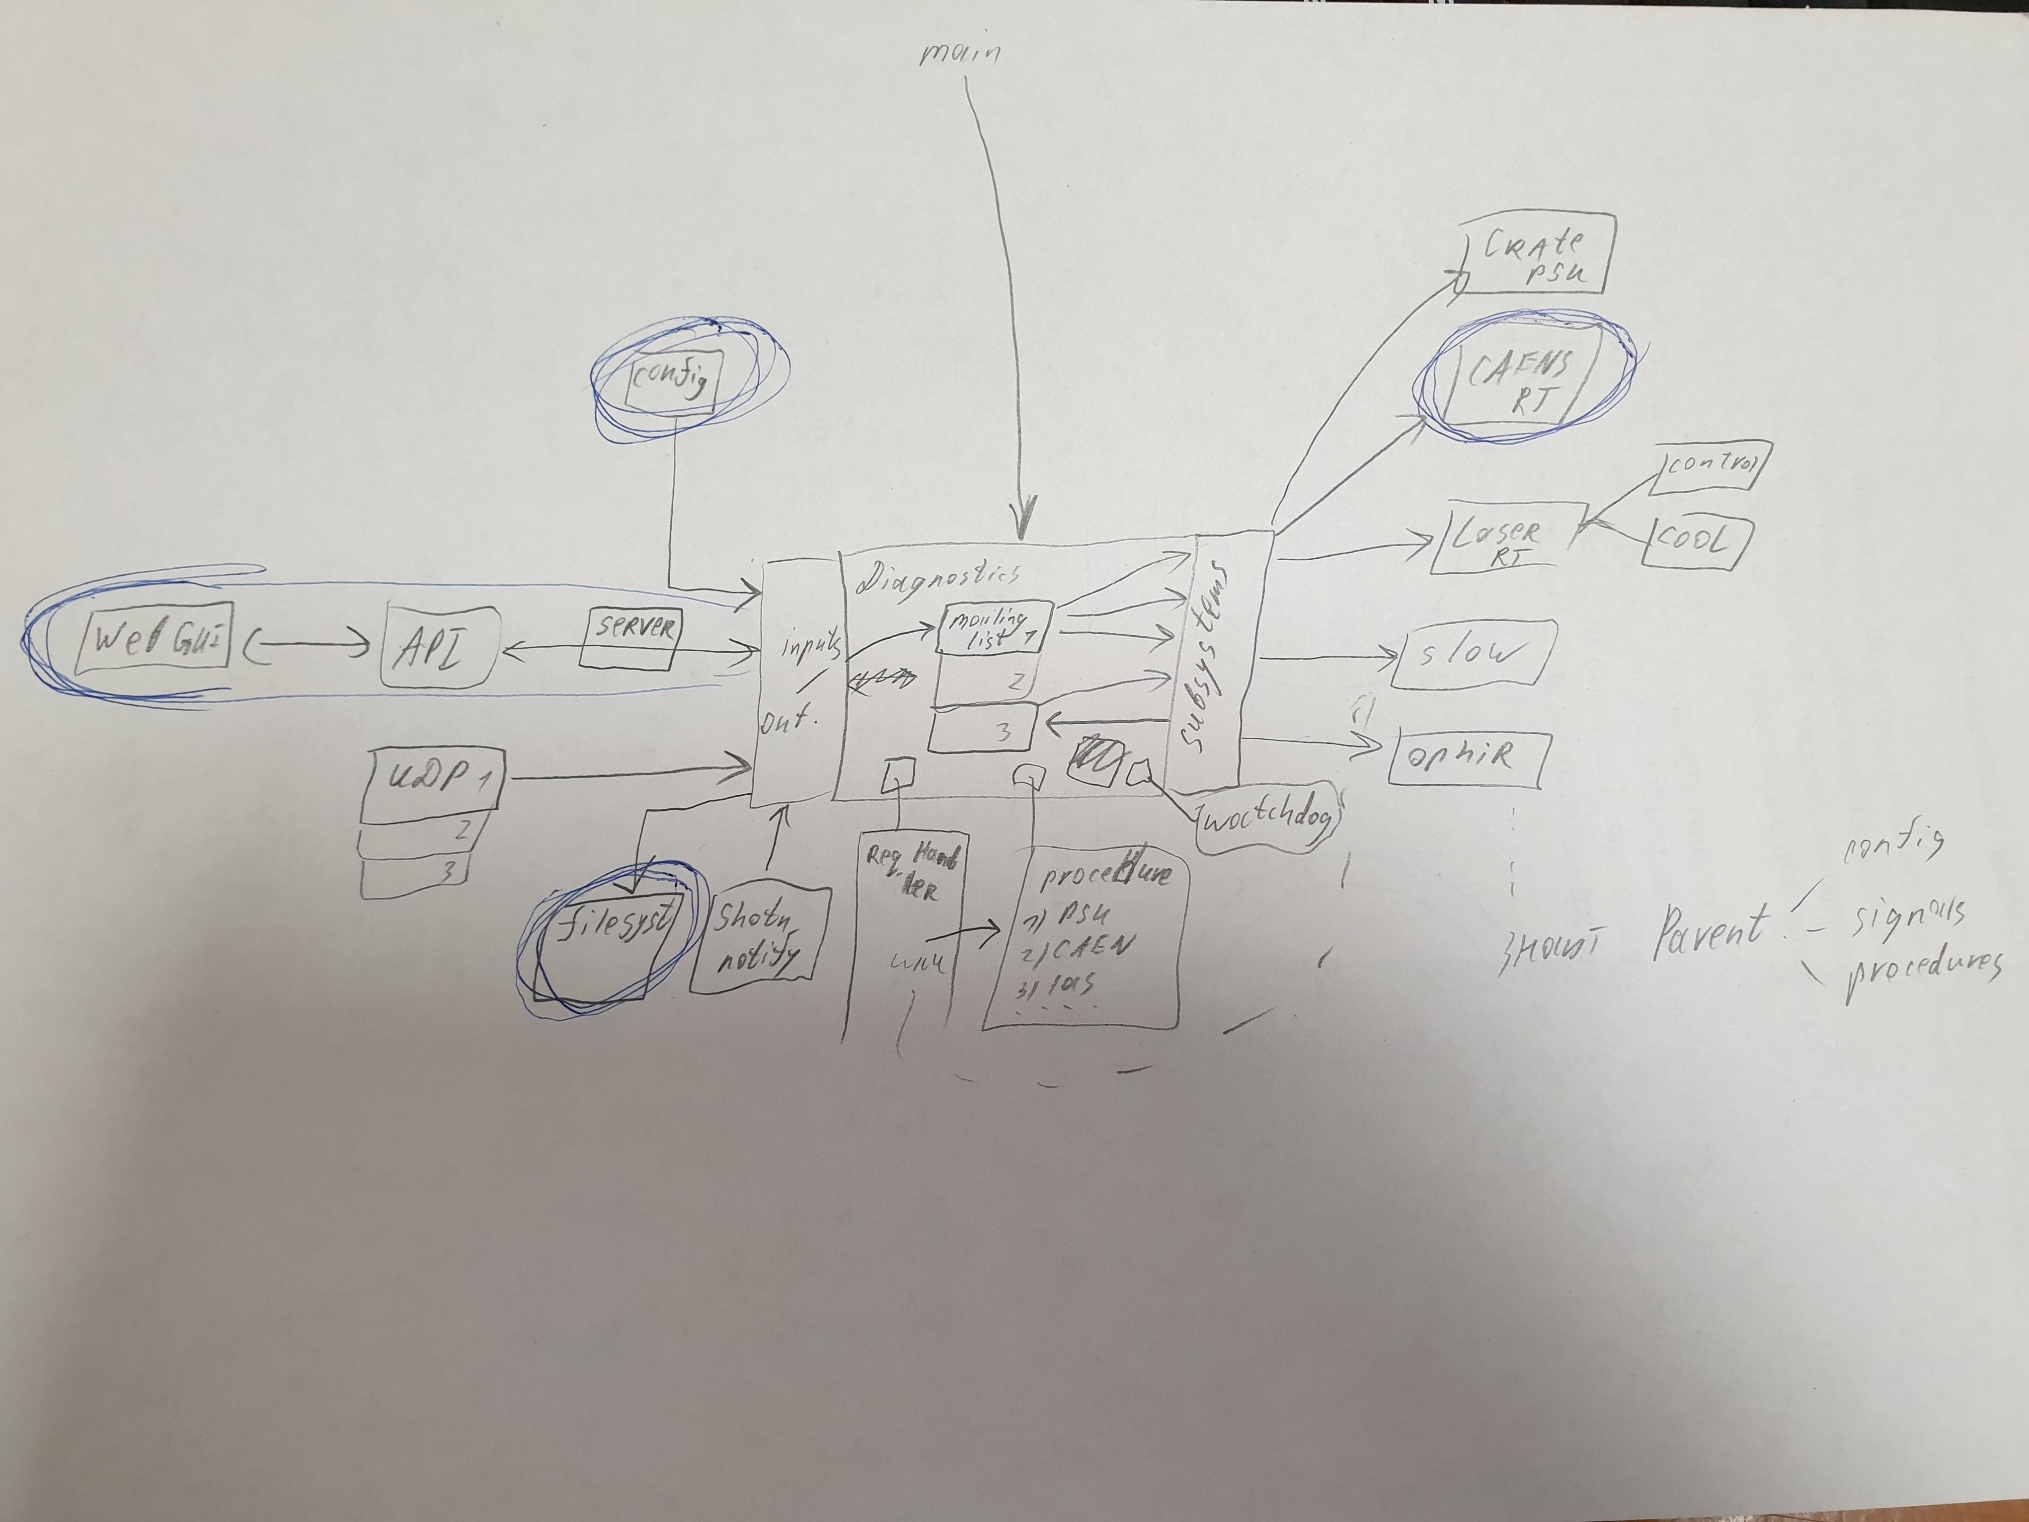 main
CRATE
PSU
config
CAENS
RT
control
Laser
RT
COOL
Diagnostics
Web GUI
API
SERVER
inputs
/
out.
mailing
list 1
2
3
subsystems
slow
ophiR
UDP 1
2
3
watchdog
filesyst
Shotn
notify
Req. Hand
ler
procedure
1) PSU
2) CAEN
3) las
....
Parent:
config
signals
procedures